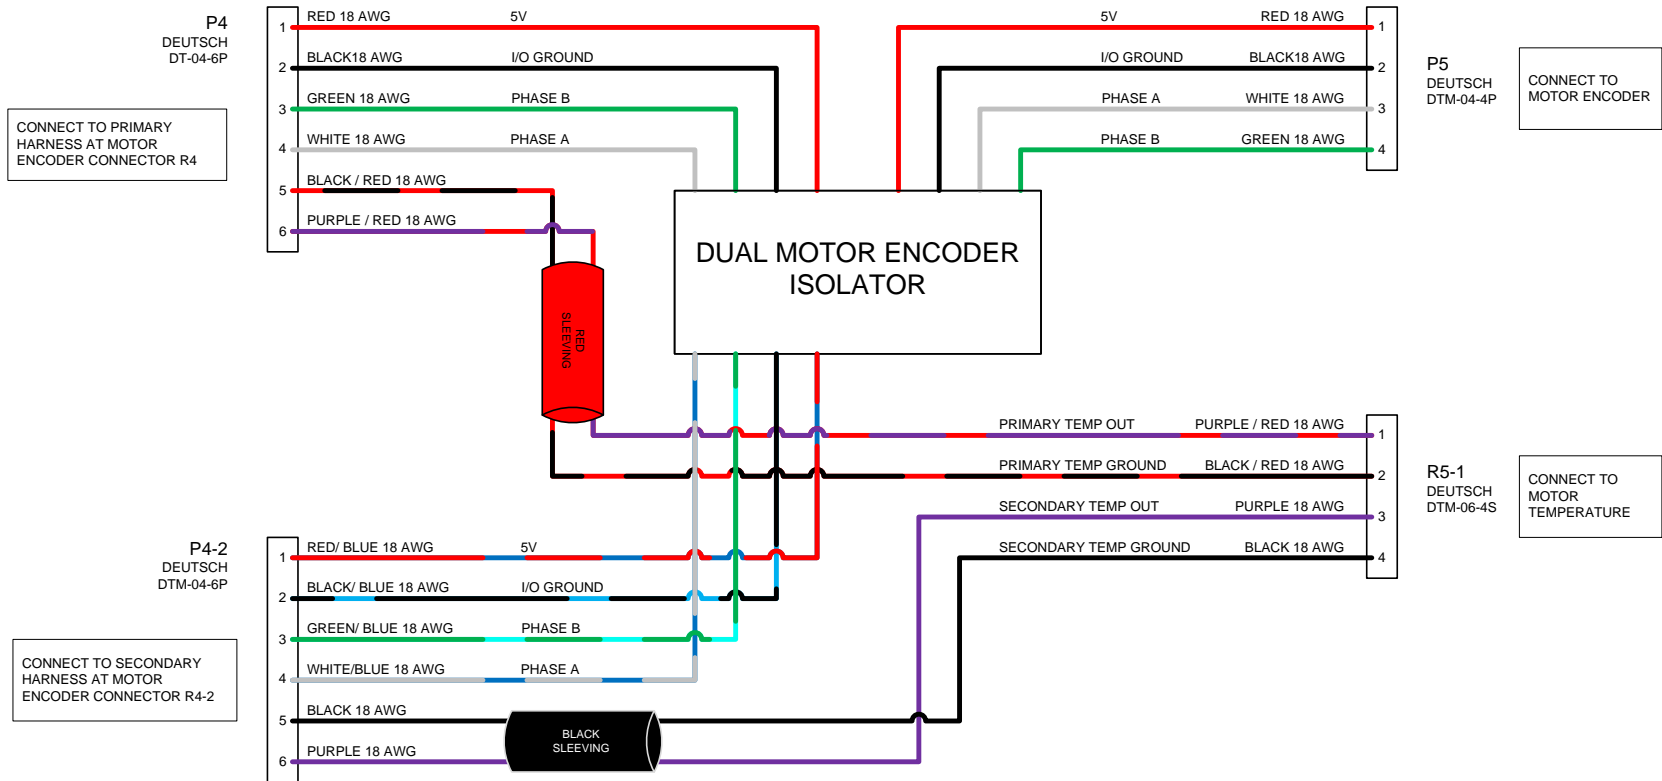 P4
DEUTSCH
DT-04-6P
CONNECT TO PRIMARY
HARNESS AT MOTOR
ENCODER CONNECTOR R4
1 RED 18 AWG 5V
2 BLACK18 AWG I/O GROUND
3 GREEN 18 AWG PHASE B
4 WHITE 18 AWG PHASE A
5 BLACK / RED 18 AWG
6 PURPLE / RED 18 AWG
RED
SLEEVING
DUAL MOTOR ENCODER
ISOLATOR
5V RED 18 AWG 1
I/O GROUND BLACK18 AWG 2
PHASE A WHITE 18 AWG 3
PHASE B GREEN 18 AWG 4
P5
DEUTSCH
DTM-04-4P
CONNECT TO
MOTOR ENCODER
PRIMARY TEMP OUT PURPLE / RED 18 AWG 1
PRIMARY TEMP GROUND BLACK / RED 18 AWG 2
SECONDARY TEMP OUT PURPLE 18 AWG 3
SECONDARY TEMP GROUND BLACK 18 AWG 4
R5-1
DEUTSCH
DTM-06-4S
CONNECT TO
MOTOR
TEMPERATURE
P4-2
DEUTSCH
DTM-04-6P
CONNECT TO SECONDARY
HARNESS AT MOTOR
ENCODER CONNECTOR R4-2
1 RED/ BLUE 18 AWG 5V
2 BLACK/ BLUE 18 AWG I/O GROUND
3 GREEN/ BLUE 18 AWG PHASE B
4 WHITE/BLUE 18 AWG PHASE A
5 BLACK 18 AWG
6 PURPLE 18 AWG
BLACK
SLEEVING